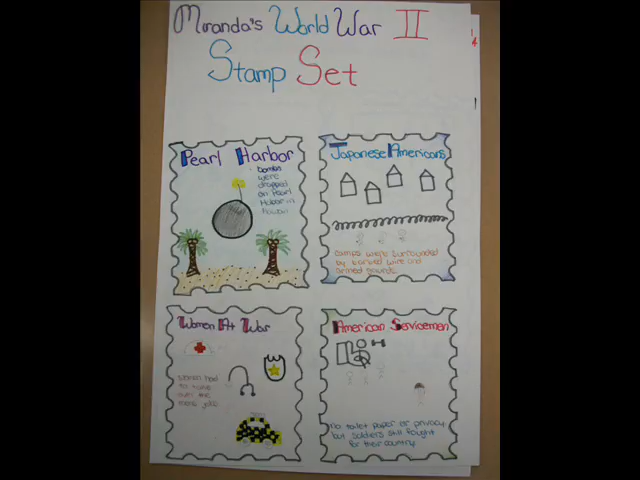 Miranda's World War II
Stamp Set
Pearl Harbor
bombs
were
dropped
on Pearl
Harbor in
Hawaii
Japanese Americans
camps were surrounded
by barbed wire and
armed guards.
Women At War
women had
to
over the
mens jobs
American Servicemen
No toilet paper or privacy
but soldiers still fought
for their country.